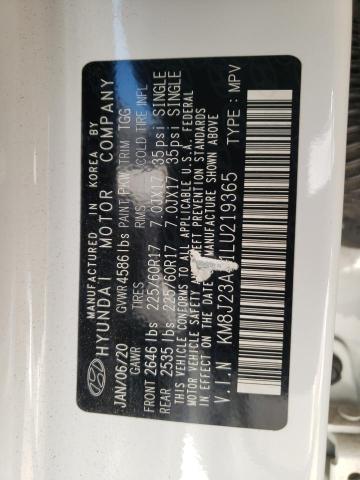 MANUFACTURED IN KOREA BY
HYUNDAI MOTOR COMPANY
JAN/06/20 GVWR 4586 lbs PAINT: PYW TRIM: TGG
GAWR TIRES RIMS COLD TIRE INFL
FRONT 2646 lbs 225/60R17 7.0JX17 35psi SINGLE
REAR 2535 lbs 225/60R17 7.0JX17 35psi SINGLE
THIS VEHICLE CONFORMS TO ALL APPLICABLE U.S.A. FEDERAL
MOTOR VEHICLE SAFETY AND THEFT PREVENTION STANDARDS
IN EFFECT ON THE DATE OF MANUFACTURE SHOWN ABOVE
V.I.N KM8J23A LU219365 TYPE: MPV